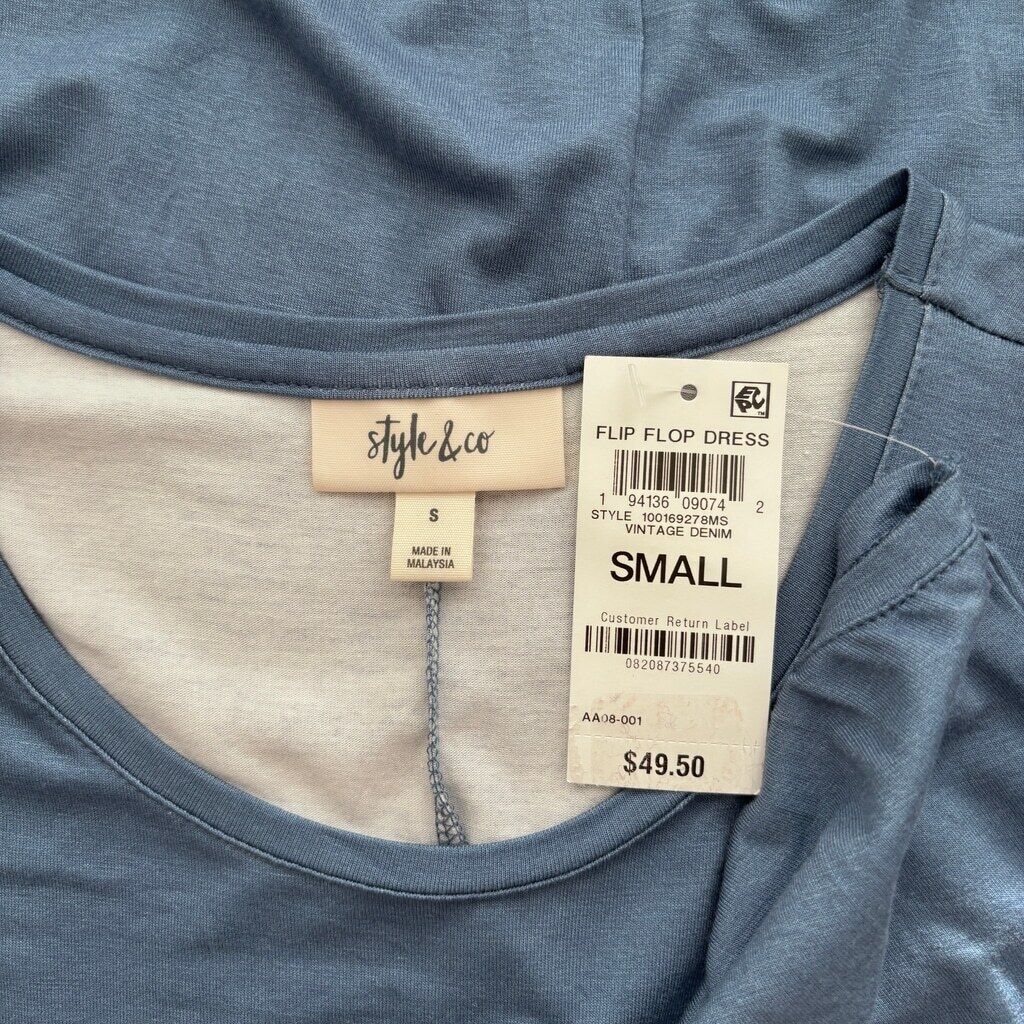 style & co
S
MADE IN
MALAYSIA
FLIP FLOP DRESS
1 94136 09074 2
STYLE 100169278MS
VINTAGE DENIM
SMALL
Customer Return Label
082087375540
AA08-001
$49.50